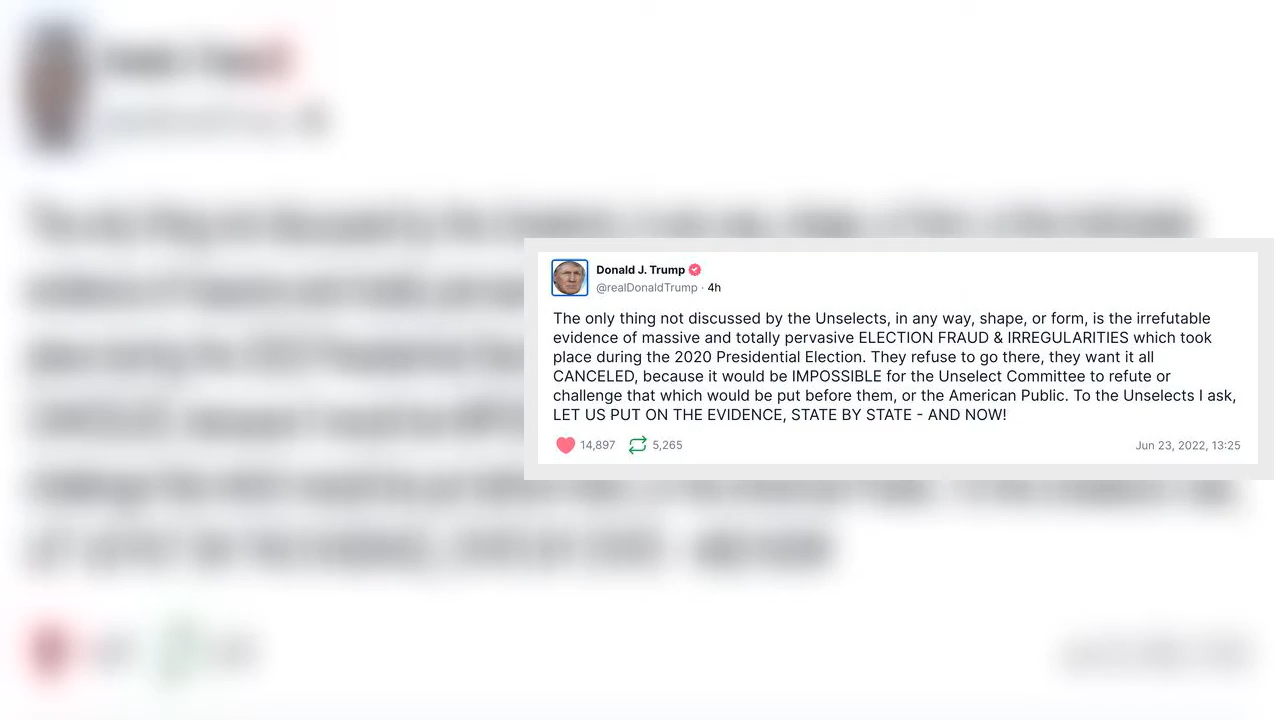 Donald J. Trump
@realDonaldTrump · 4h
The only thing not discussed by the Unselects, in any way, shape, or form, is the irrefutable
evidence of massive and totally pervasive ELECTION FRAUD & IRREGULARITIES which took
place during the 2020 Presidential Election. They refuse to go there, they want it all
CANCELED, because it would be IMPOSSIBLE for the Unselect Committee to refute or
challenge that which would be put before them, or the American Public. To the Unselects I ask,
LET US PUT ON THE EVIDENCE, STATE BY STATE - AND NOW!
14,897 5,265 Jun 23, 2022, 13:25